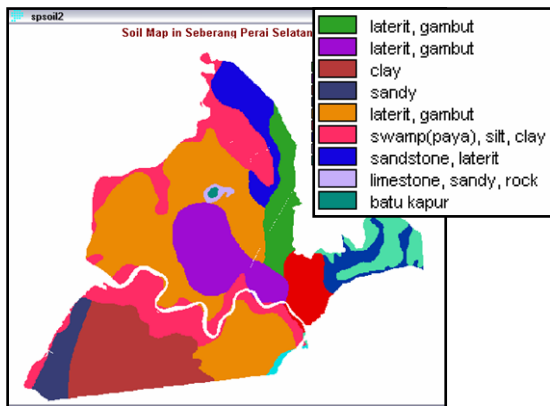 spsoil2
Soil Map in Seberang Perai Selatan
laterit, gambut
laterit, gambut
clay
sandy
laterit, gambut
swamp(paya), silt, clay
sandstone, laterit
limestone, sandy, rock
batu kapur